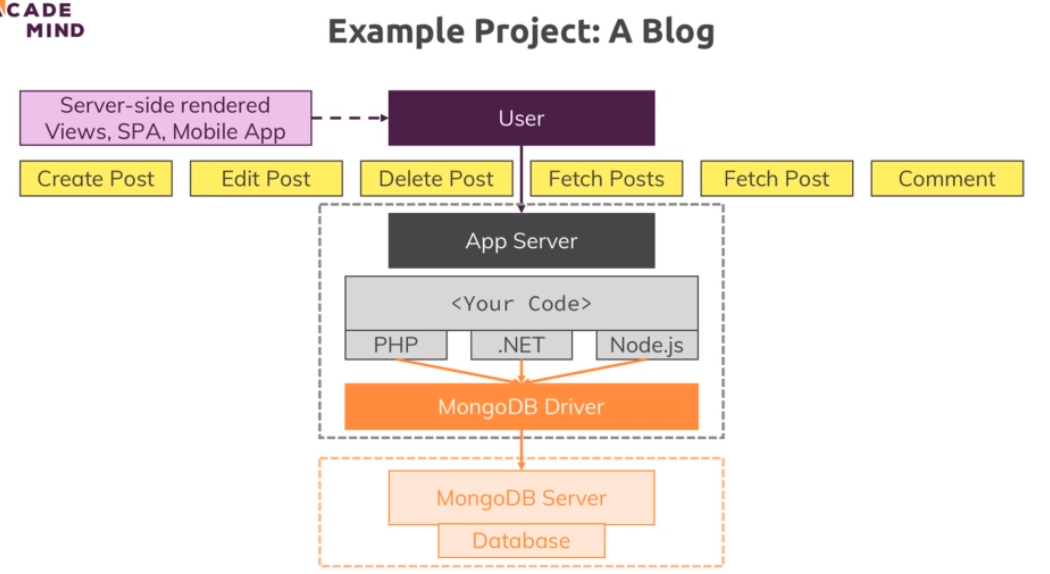 ACADE
MIND
Example Project: A Blog
Server-side rendered
Views, SPA, Mobile App
User
Create Post
Edit Post
Delete Post
Fetch Posts
Fetch Post
Comment
App Server
<Your Code>
PHP
.NET
Node.js
MongoDB Driver
MongoDB Server
Database